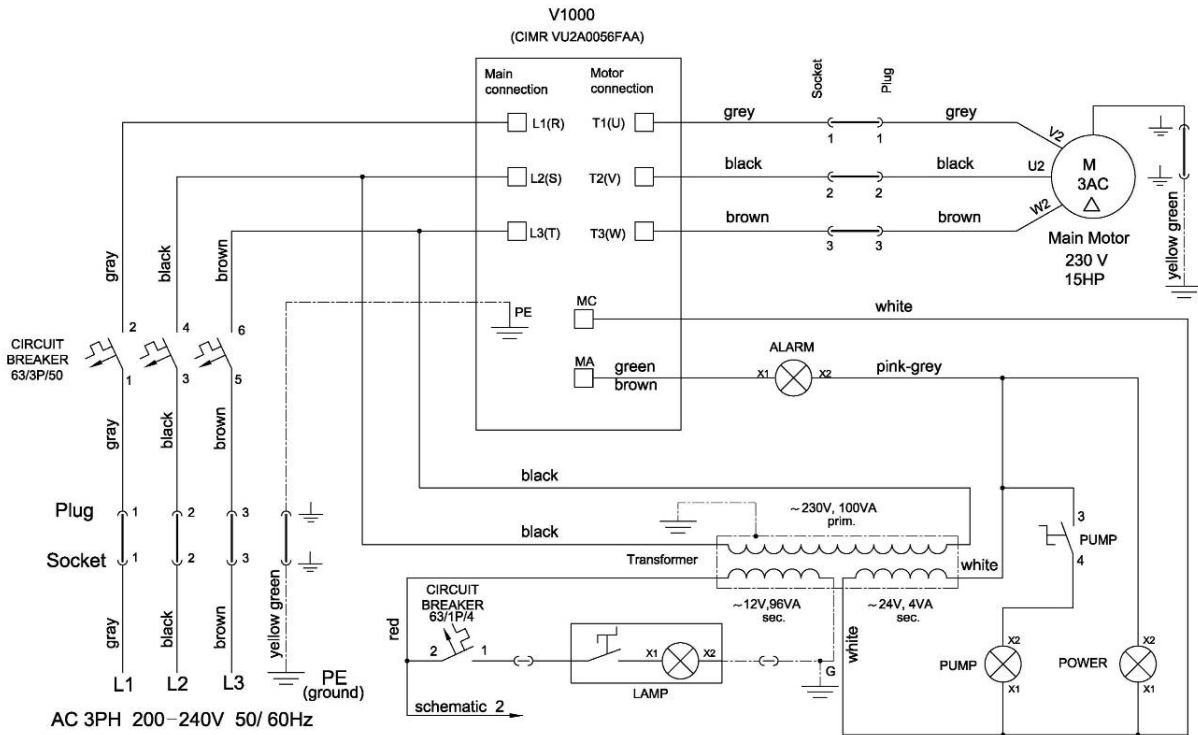 V1000
(CIMR VU2A0056FAA)
Main
connection
Motor
connection
Socket
Plug
L1(R)
T1(U)
grey
1
1
grey
V2
L2(S)
T2(V)
black
2
2
black
U2
M
3AC
L3(T)
T3(W)
brown
3
3
brown
W2
Main Motor
230 V
15HP
yellow green
gray
black
brown
PE
MC
white
2
4
6
CIRCUIT
BREAKER
63/3P/50
1
3
5
MA
green
brown
ALARM
X1
X2
pink-grey
gray
black
brown
black
~230V, 100VA
prim.
Plug
1
2
3
black
3
PUMP
4
Socket
1
2
3
Transformer
white
CIRCUIT
BREAKER
63/1P/4
~12V,96VA
sec.
~24V, 4VA
sec.
gray
black
brown
yellow green
red
2
1
X1
X2
G
white
PUMP
X2
X1
POWER
X2
X1
LAMP
L1
L2
L3
PE
(ground)
schematic 2
AC 3PH 200-240V 50/ 60Hz